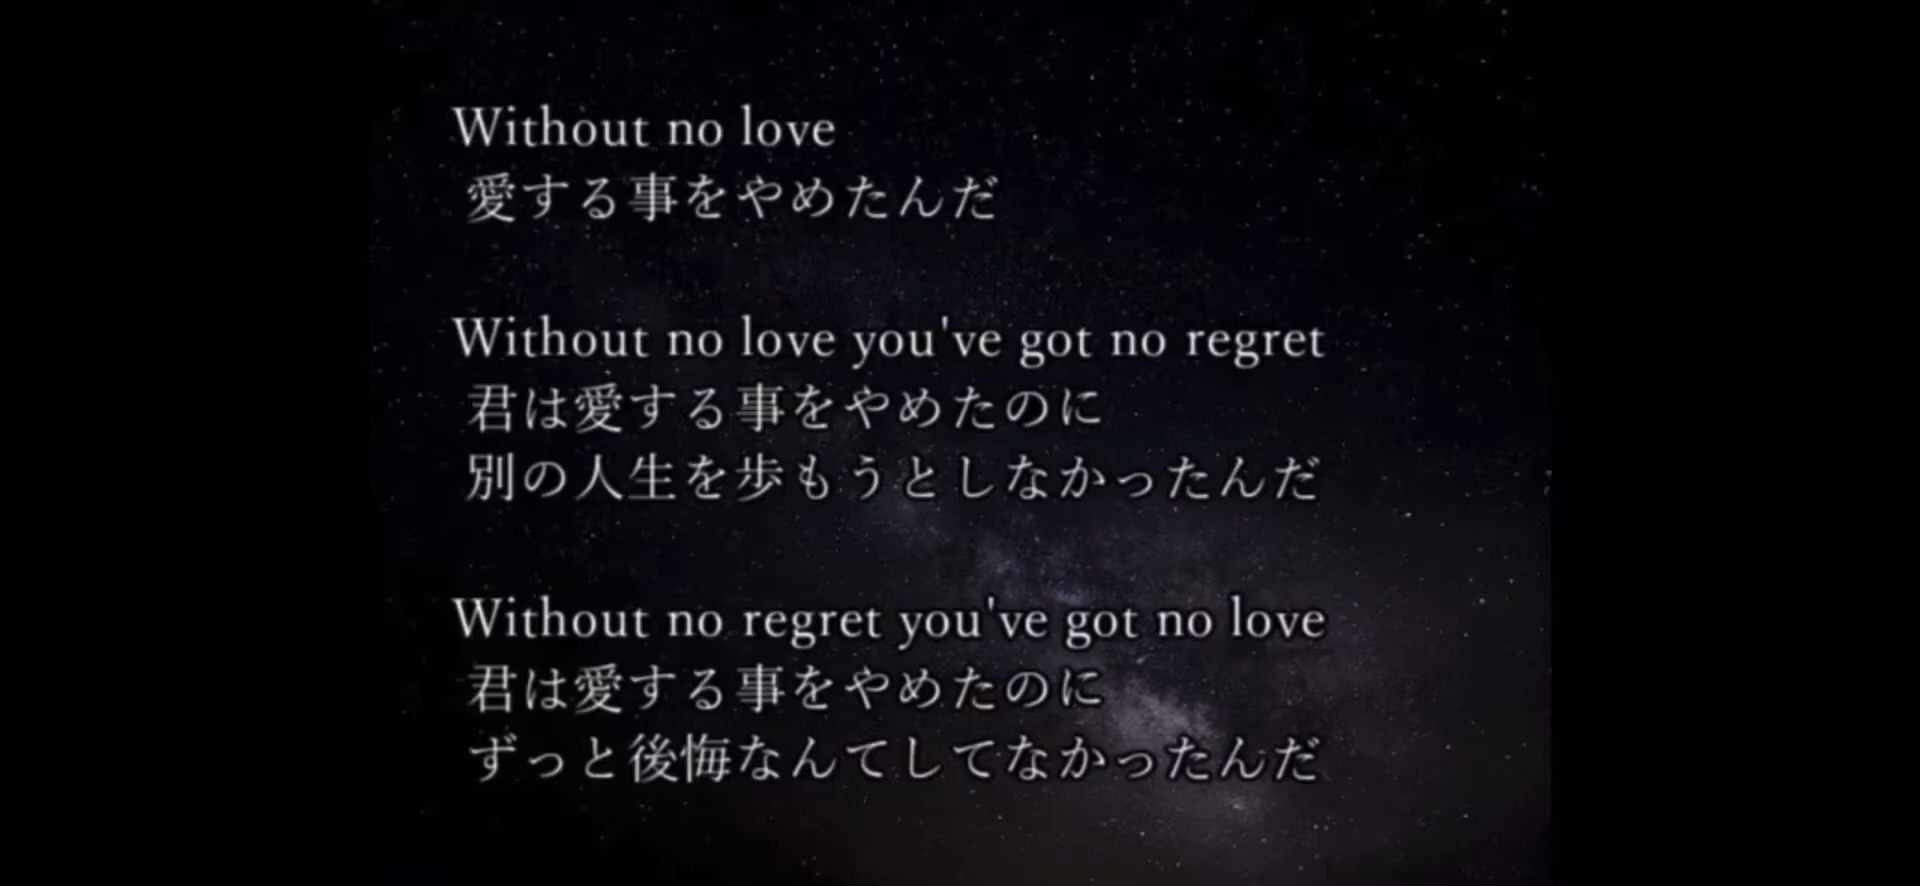 Without no love
愛する事をやめたんだ
Without no love you've got no regret
君は愛する事をやめたのに
別の人生を歩もうとしなかったんだ
Without no regret you've got no love
君は愛する事をやめたのに
ずっと後悔なんてしてなかったんだ